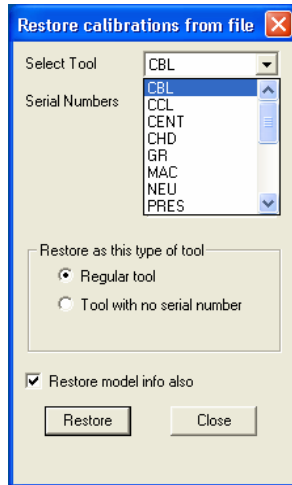 Restore calibrations from file
Select Tool CBL
Serial Numbers
CBL
CCL
CENT
CHD
GR
MAC
NEU
PRES
Restore as this type of tool
Regular tool
Tool with no serial number
Restore model info also
Restore Close